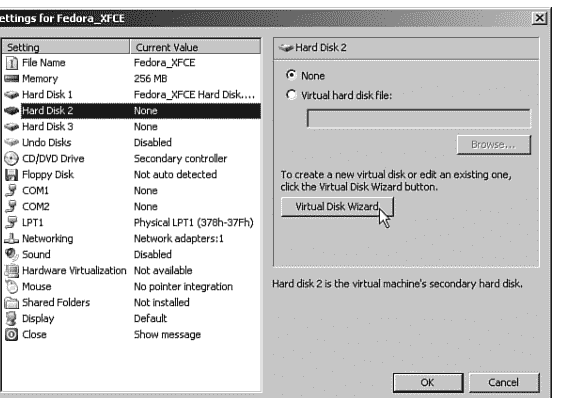 ettings for Fedora_XFCE
Setting Current Value
File Name Fedora_XFCE
Memory 256 MB
Hard Disk 1 Fedora_XFCE Hard Disk....
Hard Disk 2 None
Hard Disk 3 None
Undo Disks Disabled
CD/DVD Drive Secondary controller
Floppy Disk Not auto detected
COM1 None
COM2 None
LPT1 Physical LPT1 (378h-37Fh)
Networking Network adapters:1
Sound Disabled
Hardware Virtualization Not available
Mouse No pointer integration
Shared Folders Not installed
Display Default
Close Show message
Hard Disk 2
None
Virtual hard disk file:
Browse...
To create a new virtual disk or edit an existing one,
click the Virtual Disk Wizard button.
Virtual Disk Wizard
Hard disk 2 is the virtual machine's secondary hard disk.
OK Cancel